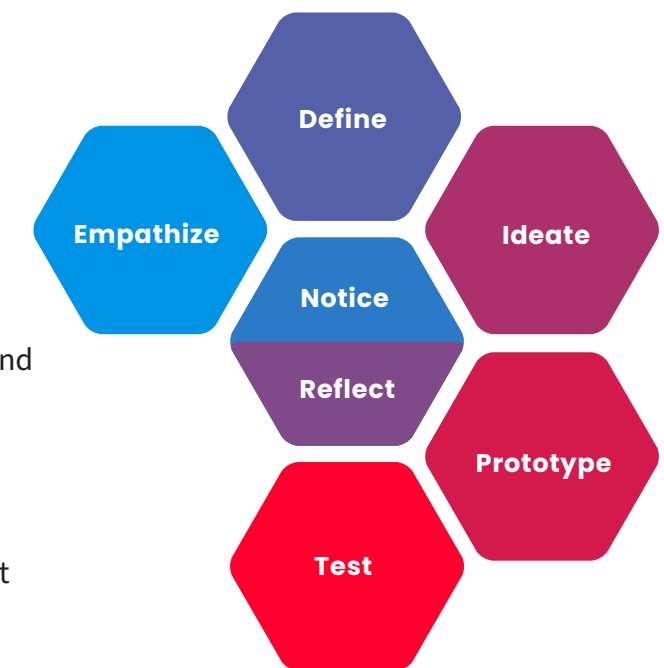 Define
Empathize
Ideate
Notice
nd
Reflect
Prototype
Test
t